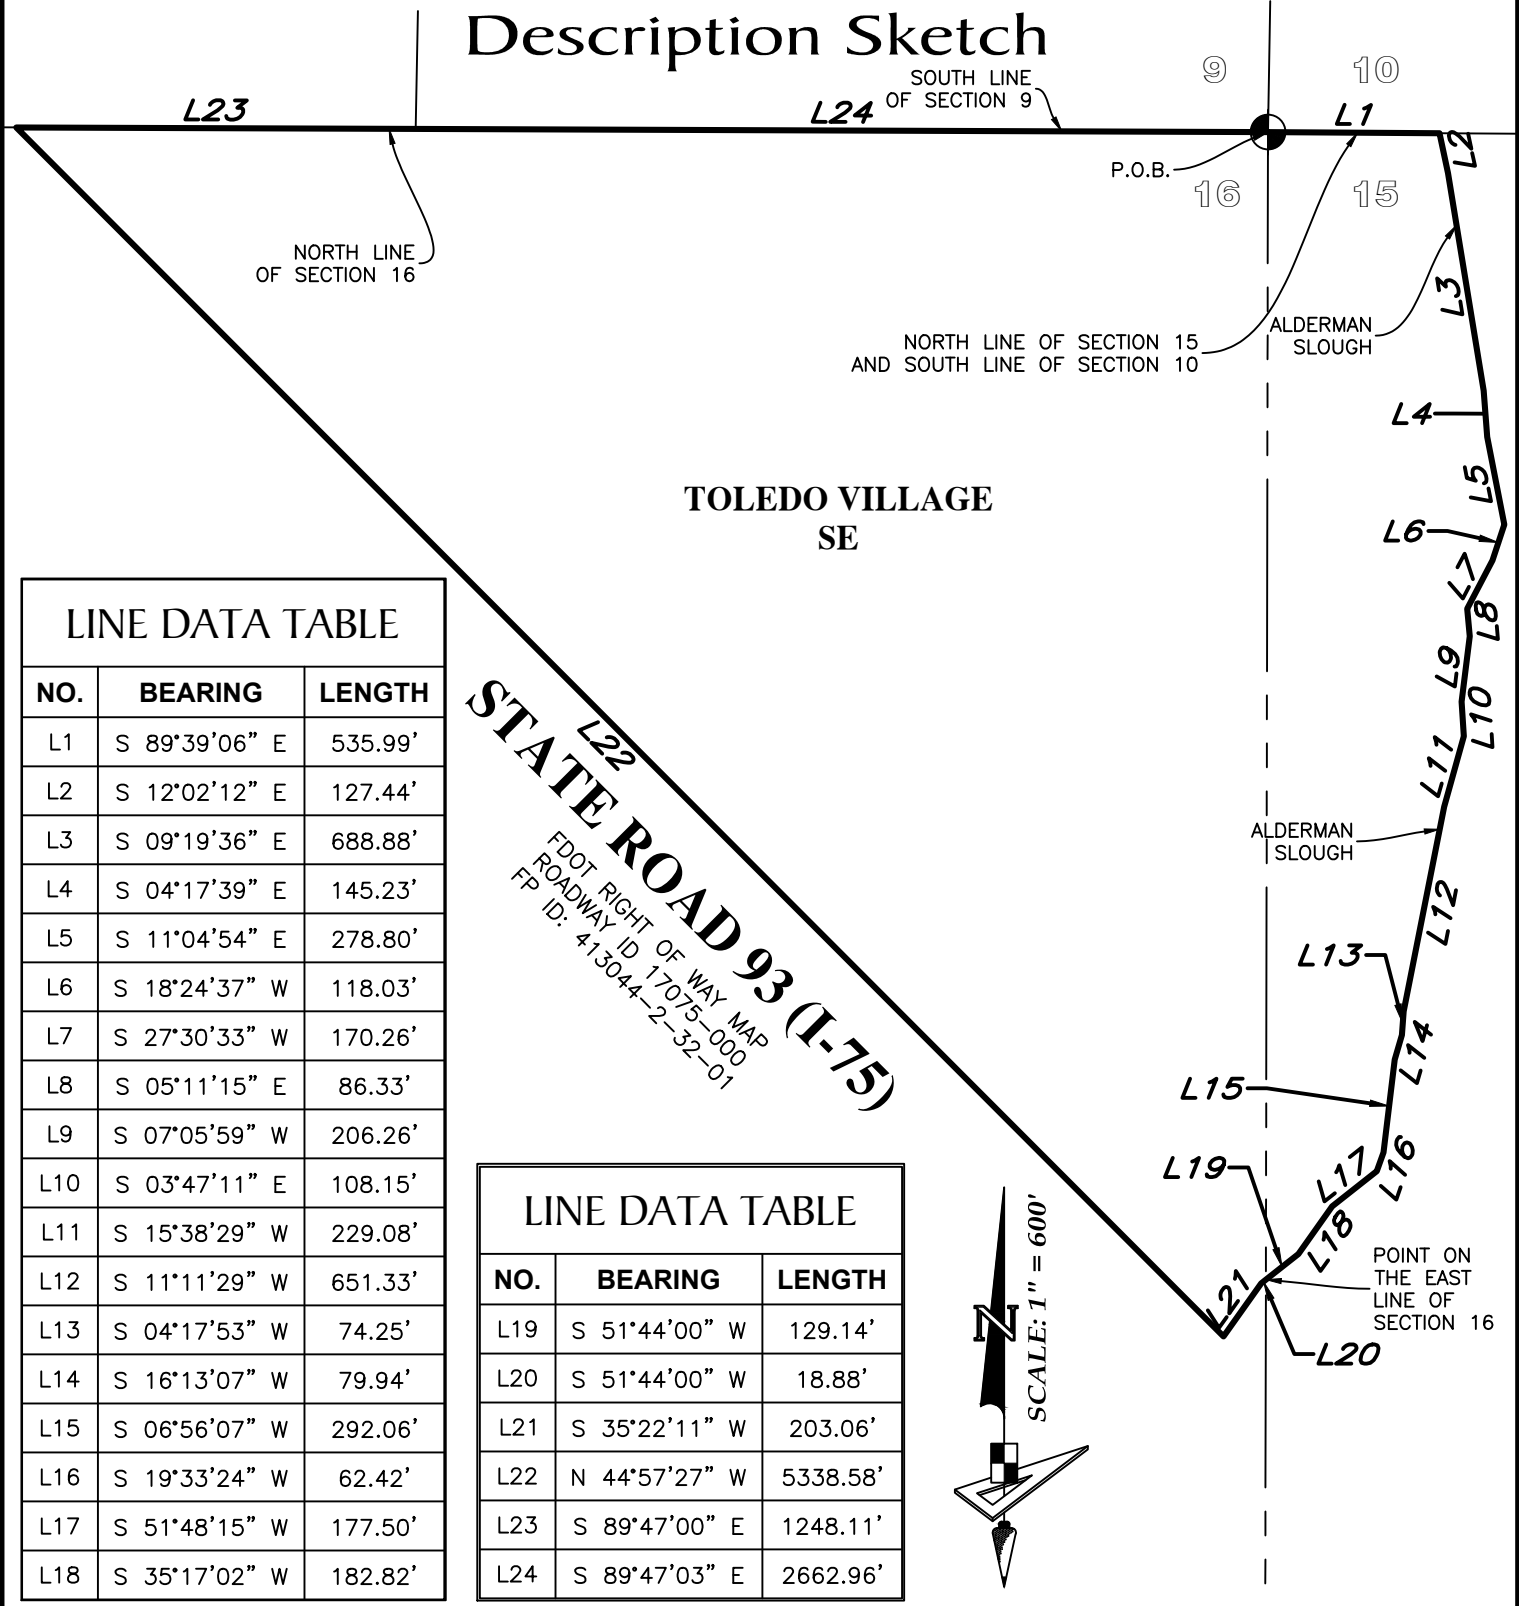 Description Sketch
SOUTH LINE
OF SECTION 9
9
10
L23
L24
L1
L2
P.O.B.
16
15
NORTH LINE
OF SECTION 16
L3
NORTH LINE OF SECTION 15
AND SOUTH LINE OF SECTION 10
ALDERMAN
SLOUGH
L4
L5
TOLEDO VILLAGE
SE
L6
L7
L8
L9
L10
L11
ALDERMAN
SLOUGH
L12
L13
L14
L15
L16
L17
L18
L19
L20
L21
POINT ON
THE EAST
LINE OF
SECTION 16
L22
STATE ROAD 93 (I-75)
FDOT RIGHT OF WAY MAP
ROADWAY ID 17075-000
FP ID: 413044-2-32-01
LINE DATA TABLE
NO. BEARING LENGTH
L1 S 89°39'06" E 535.99'
L2 S 12°02'12" E 127.44'
L3 S 09°19'36" E 688.88'
L4 S 04°17'39" E 145.23'
L5 S 11°04'54" E 278.80'
L6 S 18°24'37" W 118.03'
L7 S 27°30'33" W 170.26'
L8 S 05°11'15" E 86.33'
L9 S 07°05'59" W 206.26'
L10 S 03°47'11" E 108.15'
L11 S 15°38'29" W 229.08'
L12 S 11°11'29" W 651.33'
L13 S 04°17'53" W 74.25'
L14 S 16°13'07" W 79.94'
L15 S 06°56'07" W 292.06'
L16 S 19°33'24" W 62.42'
L17 S 51°48'15" W 177.50'
L18 S 35°17'02" W 182.82'
LINE DATA TABLE
NO. BEARING LENGTH
L19 S 51°44'00" W 129.14'
L20 S 51°44'00" W 18.88'
L21 S 35°22'11" W 203.06'
L22 N 44°57'27" W 5338.58'
L23 S 89°47'00" E 1248.11'
L24 S 89°47'03" E 2662.96'
N
SCALE: 1" = 600'